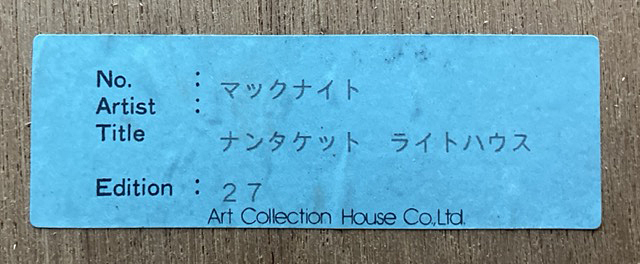 No. :
Artist : マックナイト
Title ナンタケット ライトハウス
Edition : 27
Art Collection House Co.,Ltd.